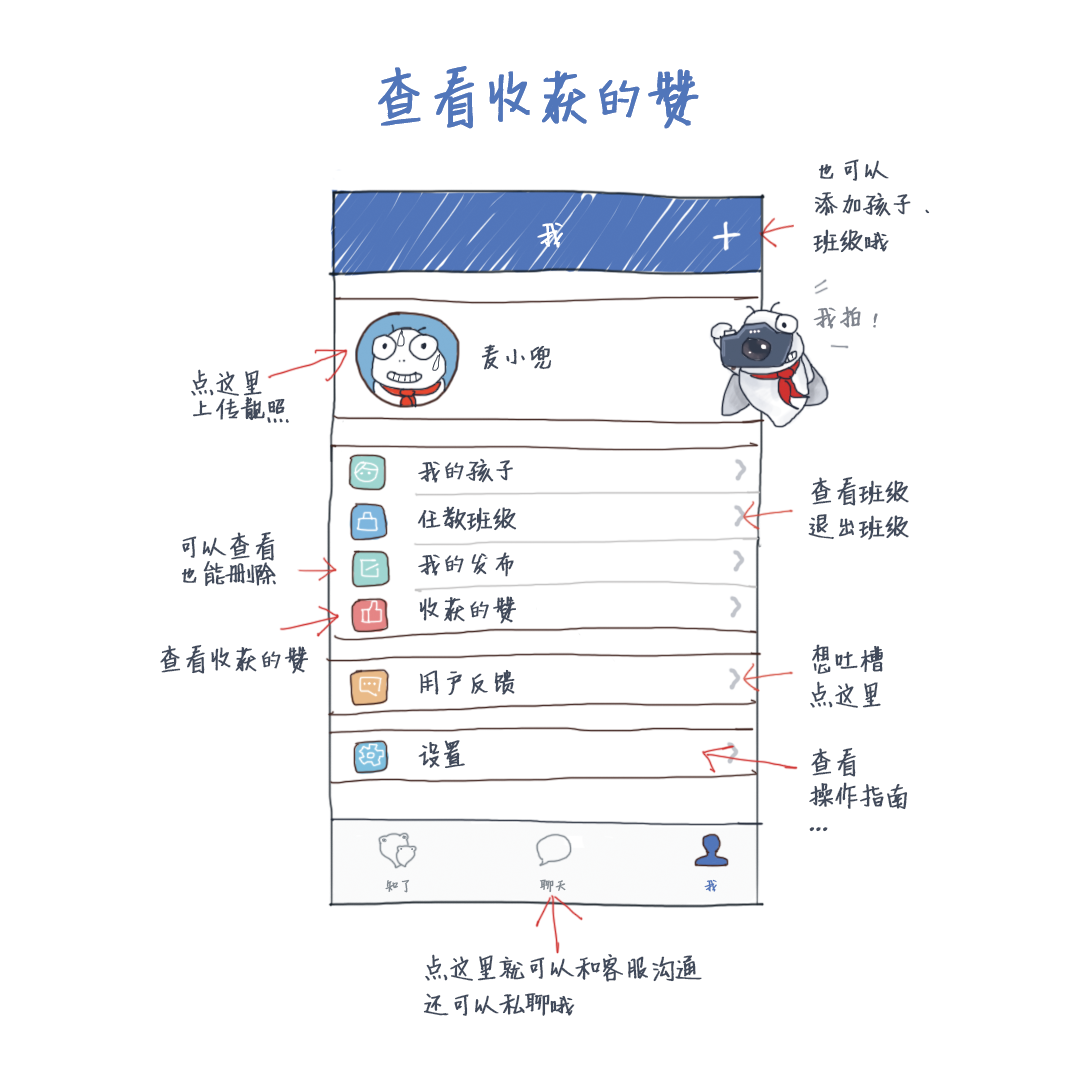 查看收获的赞
也可以
添加孩子、
班级哦
我
+
我拍!
麦小兜
点这里
上传靓照
我的孩子
任教班级
查看班级
退出班级
可以查看
也能删除
我的发布
收获的赞
查看收获的赞
用户反馈
想吐槽
点这里
设置
查看
操作指南
...
知了
聊天
我
点这里就可以和客服沟通
还可以私聊哦